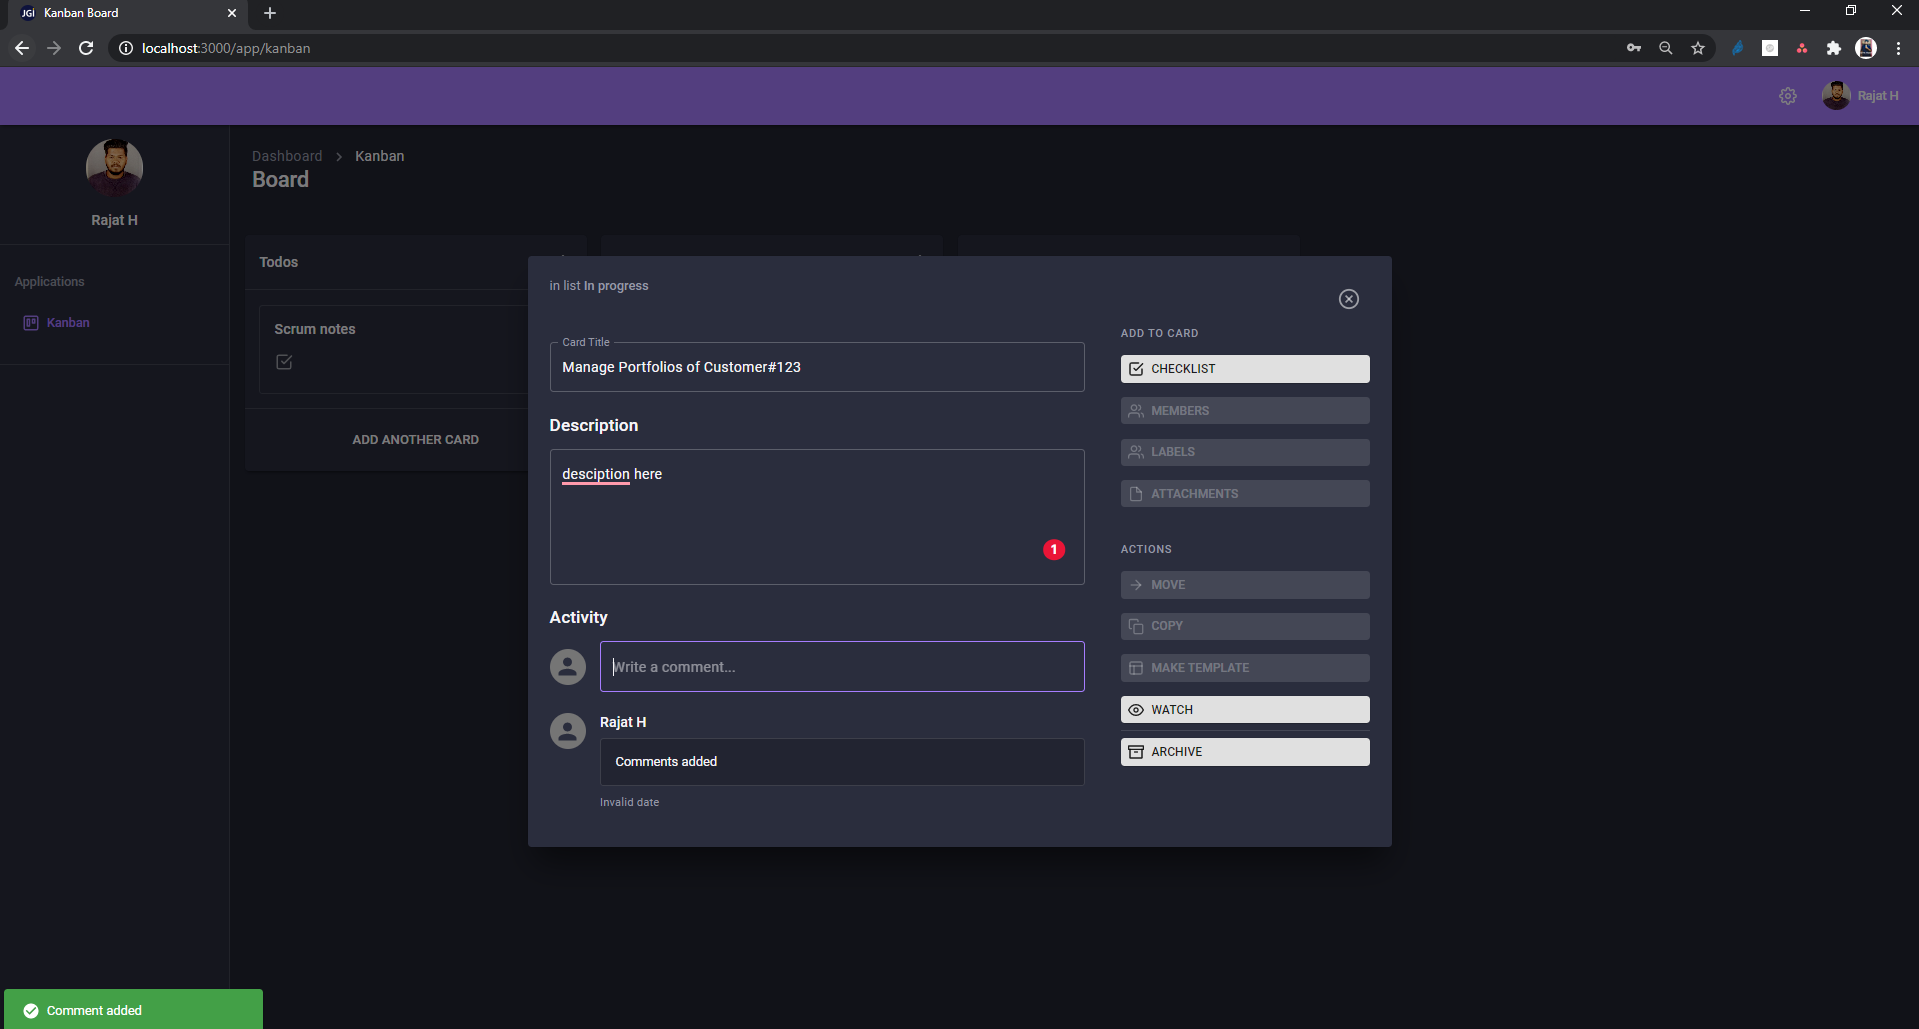 JGI Kanban Board
localhost:3000/app/kanban
Rajat H
Rajat H
Applications
Kanban
Dashboard > Kanban
Board
Todos
Scrum notes
ADD ANOTHER CARD
in list In progress
Card Title
Manage Portfolios of Customer#123
Description
desciption here
1
Activity
Write a comment...
Rajat H
Comments added
Invalid date
ADD TO CARD
CHECKLIST
MEMBERS
LABELS
ATTACHMENTS
ACTIONS
MOVE
COPY
MAKE TEMPLATE
WATCH
ARCHIVE
Comment added